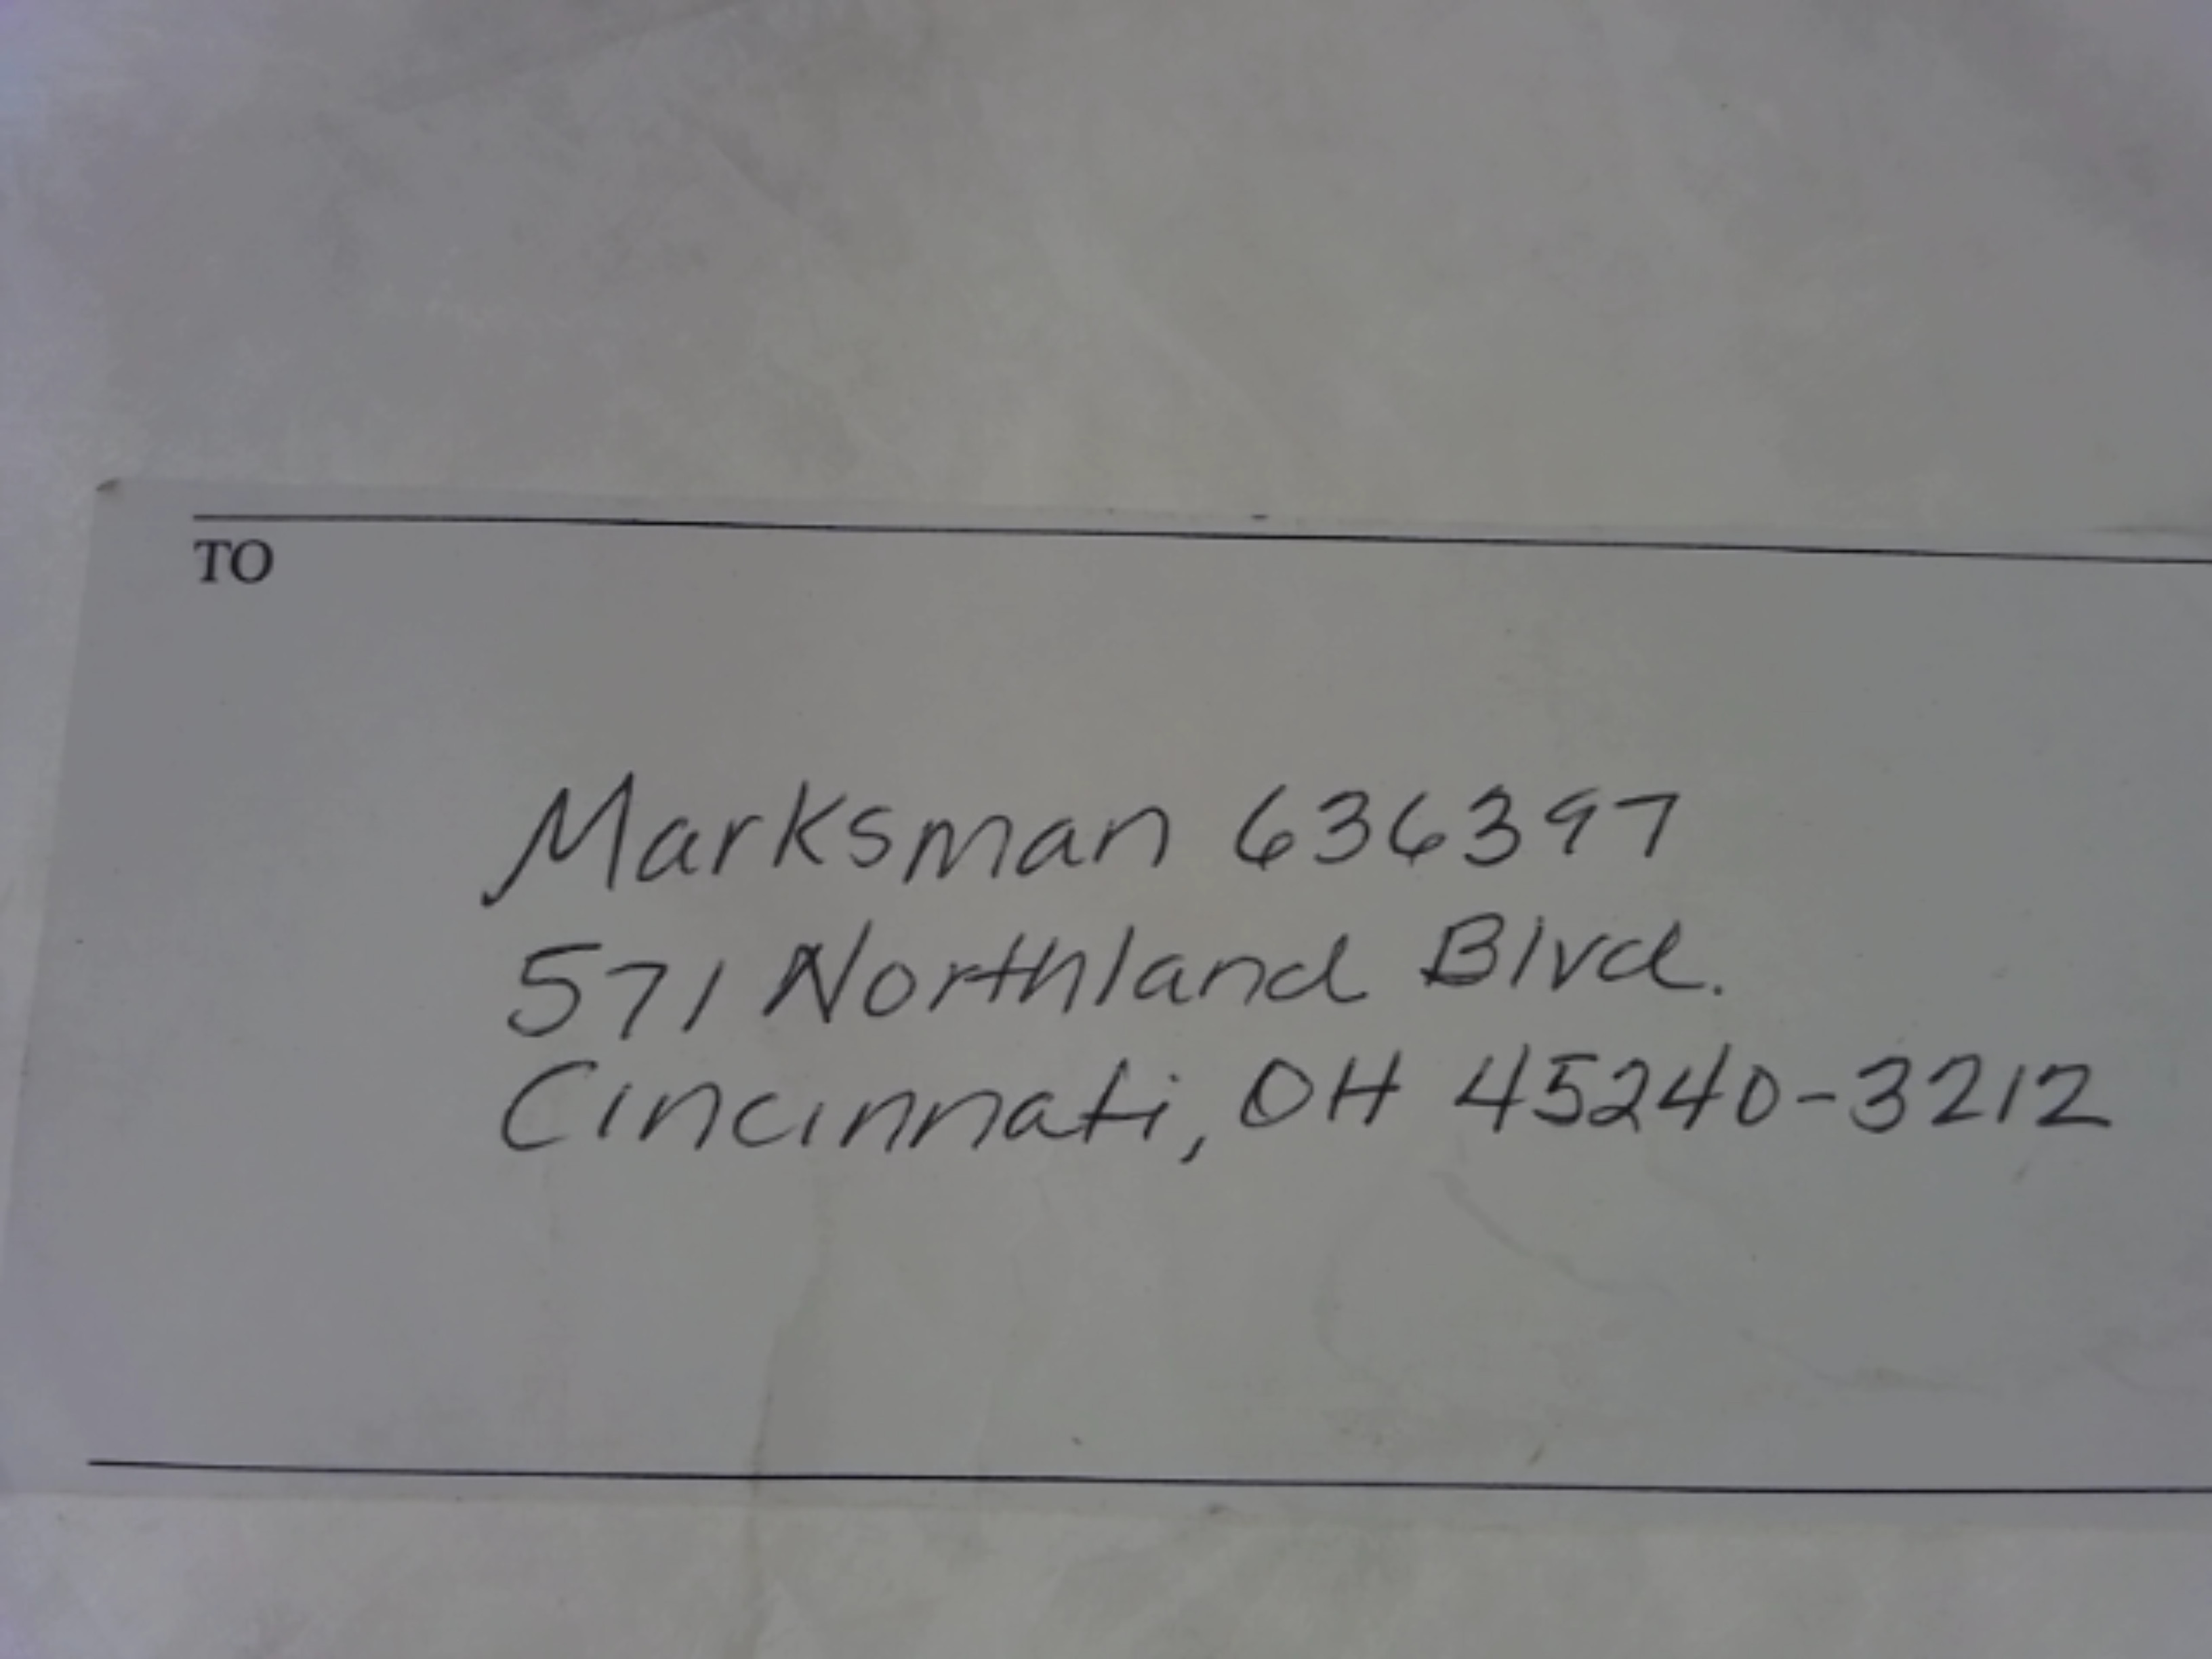 TO
Marksman 636397
571 Northland Blvd.
Cincinnati, OH 45240-3212